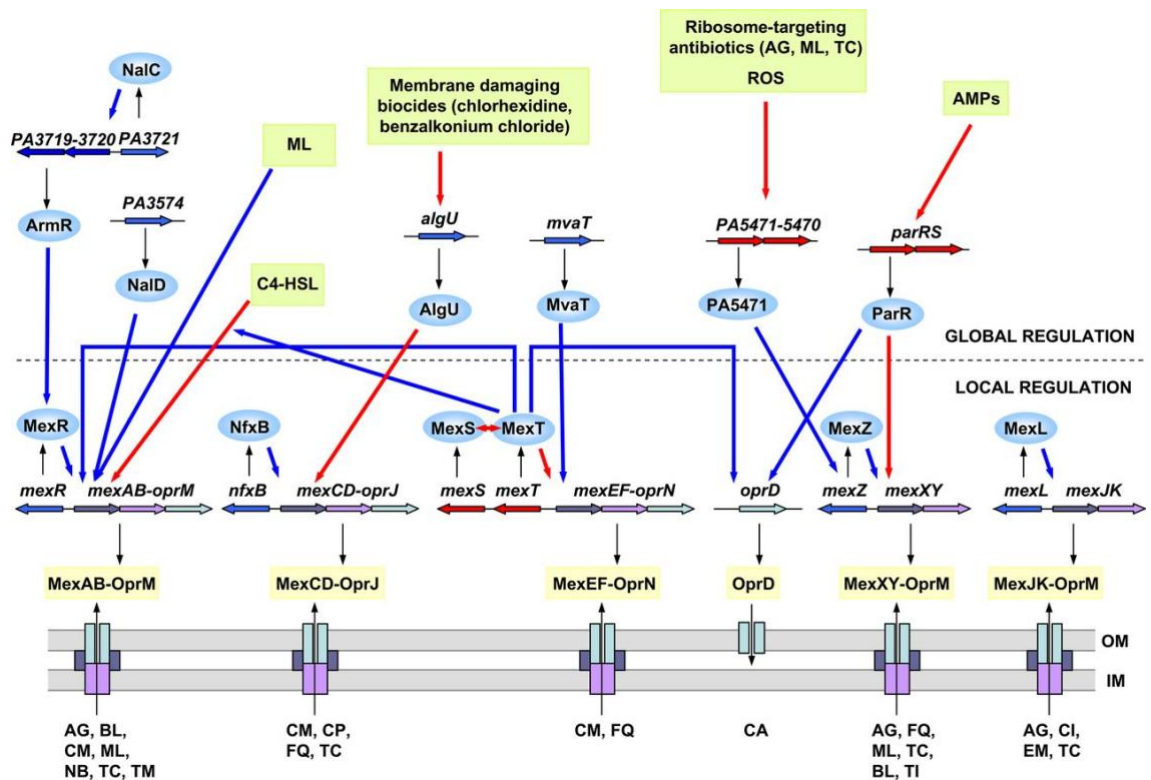 NalC
PA3719-3720 PA3721
ArmR
PA3574
NalD
ML
C4-HSL
Membrane damaging
biocides (chlorhexidine,
benzalkonium chloride)
algU
AlgU
mvaT
MvaT
Ribosome-targeting
antibiotics (AG, ML, TC)
ROS
PA5471-5470
PA5471
AMPs
parRS
ParR
GLOBAL REGULATION
LOCAL REGULATION
MexR
NfxB
MexS
MexT
MexZ
MexL
mexR
mexAB-oprM
nfxB
mexCD-oprJ
mexS
mexT
mexEF-oprN
oprD
mexZ
mexXY
mexL
mexJK
MexAB-OprM
MexCD-OprJ
MexEF-OprN
OprD
MexXY-OprM
MexJK-OprM
OM
IM
AG, BL,
CM, ML,
NB, TC, TM
CM, CP,
FQ, TC
CM, FQ
CA
AG, FQ,
ML, TC,
BL, TI
AG, CI,
EM, TC